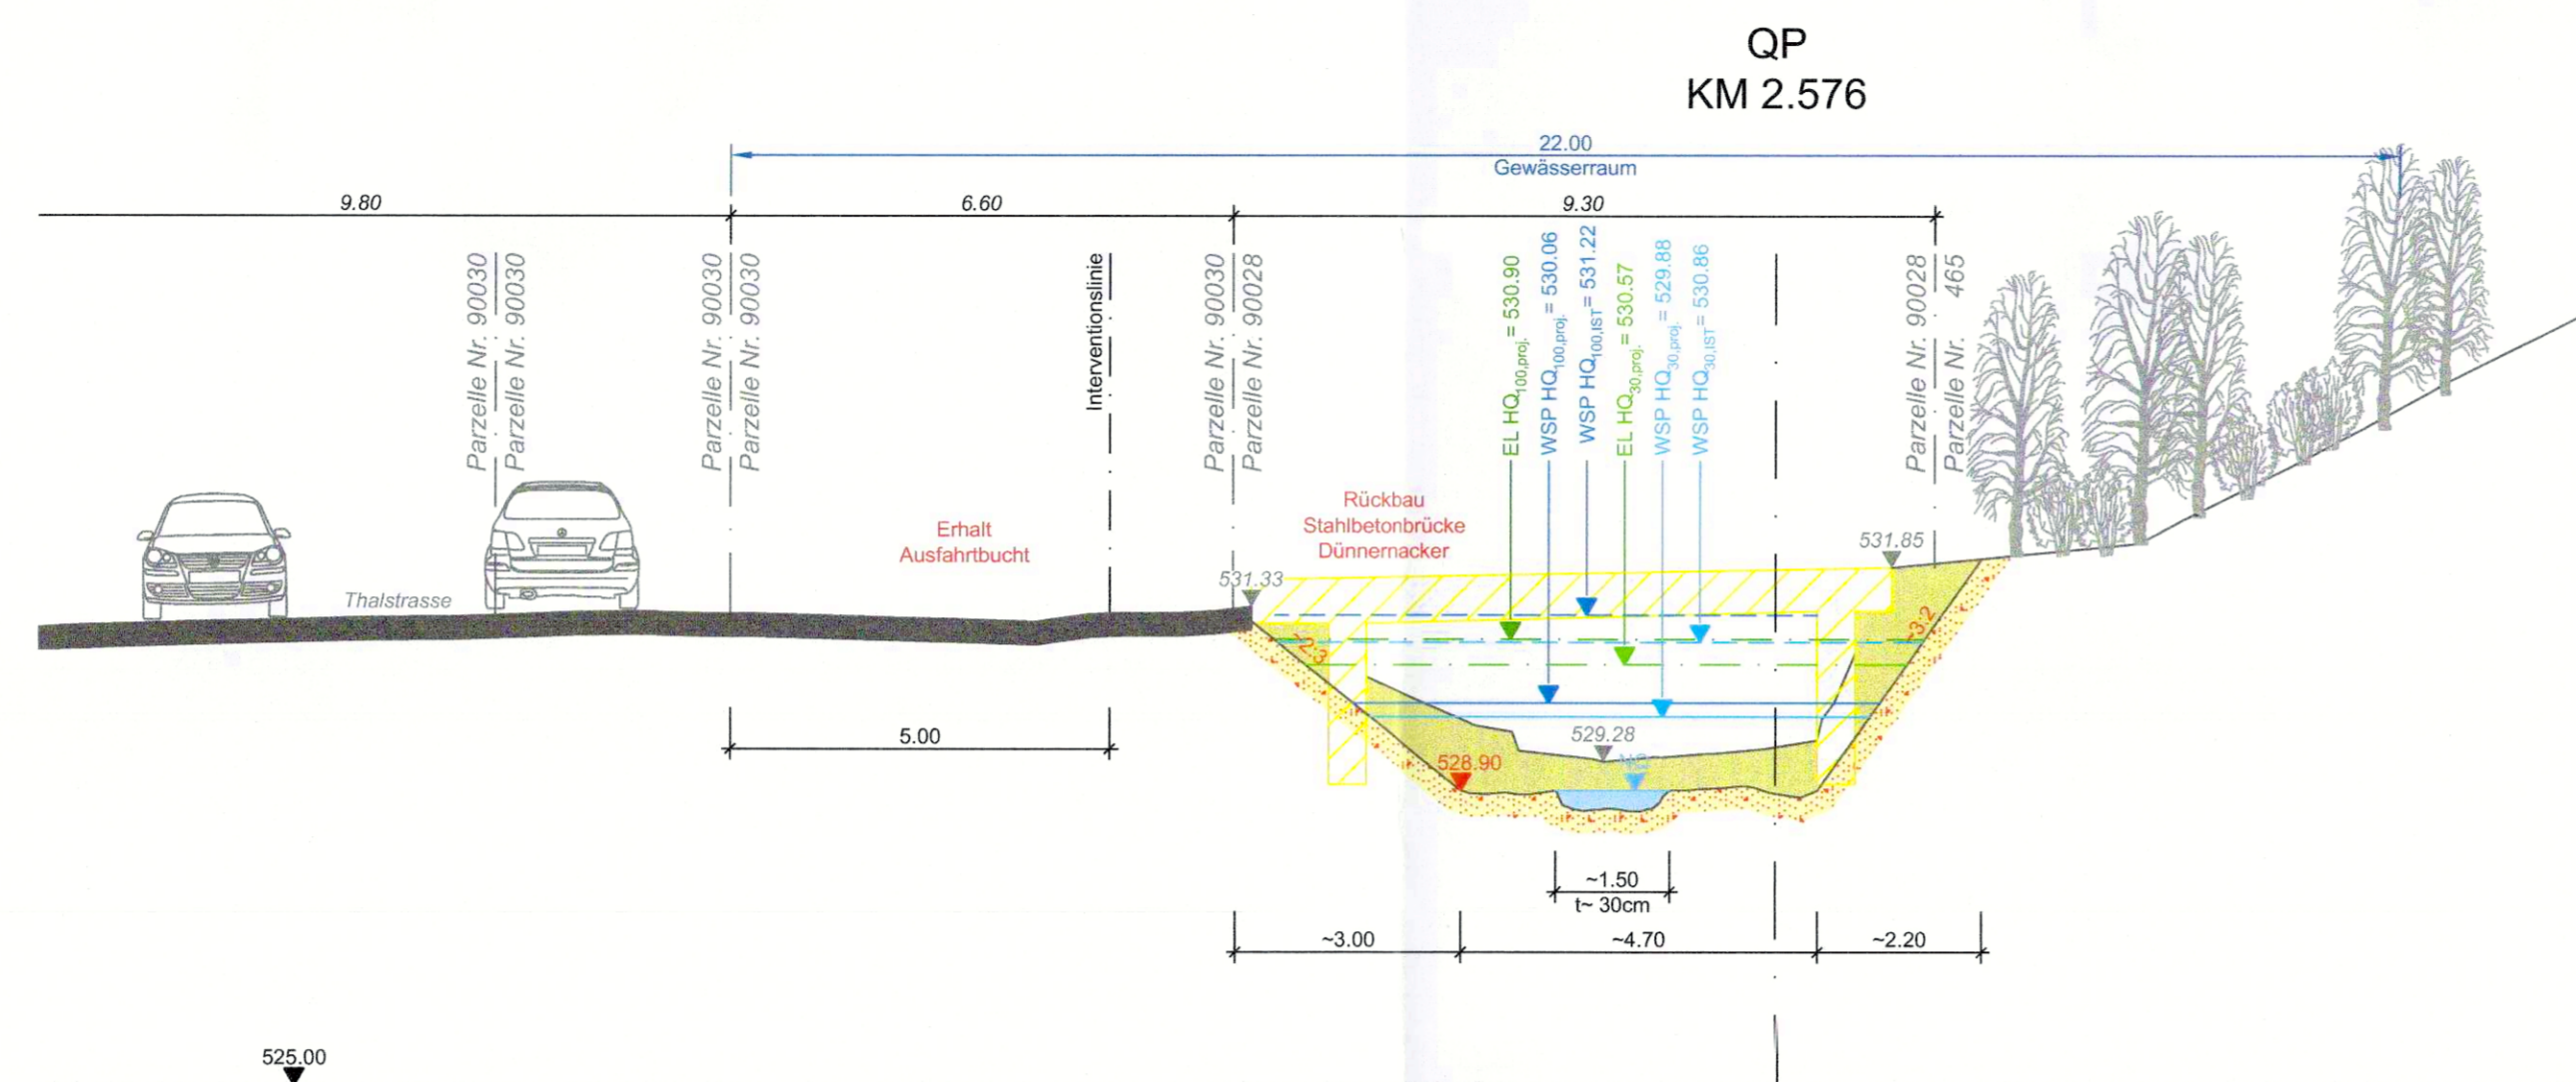 QP
KM 2.576
22.00
Gewässerraum
9.80
6.60
9.30
Parzelle Nr. 90030
Parzelle Nr. 90030
Parzelle Nr. 90030
Parzelle Nr. 90030
Interventionslinie
Parzelle Nr. 90030
Parzelle Nr. 90028
EL HQ100,proj. = 530.90
WSP HQ100,proj. = 530.06
WSP HQ100,IST = 531.22
EL HQ30,proj. = 530.57
WSP HQ30,proj. = 529.88
WSP HQ30,IST = 530.86
Parzelle Nr. 90028
Parzelle Nr. 465
Erhalt
Ausfahrtbucht
Rückbau
Stahlbetonbrücke
Dünnernacker
531.85
531.33
Thalstrasse
~2:3
~3:2
5.00
529.28
528.90
NQ
~1.50
t~ 30cm
~3.00
~4.70
~2.20
525.00